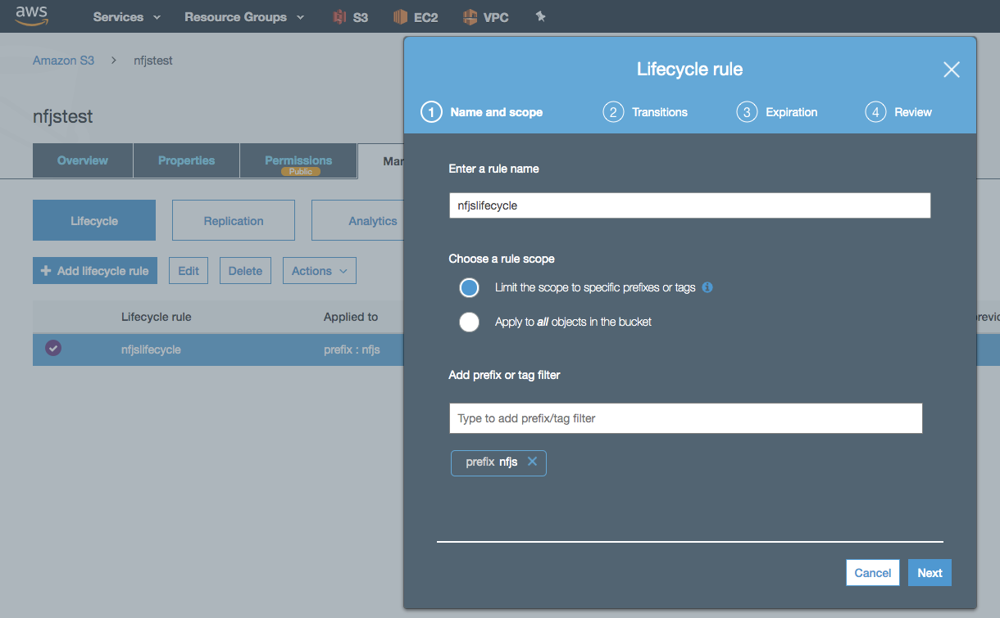 aws Services Resource Groups S3 EC2 VPC
Amazon S3 > nfjstest
nfjstest
Overview Properties Permissions
Public
Lifecycle Replication Analytics
+ Add lifecycle rule Edit Delete Actions
Lifecycle rule Applied to
nfjslifecycle prefix : nfjs
Lifecycle rule
1 Name and scope 2 Transitions 3 Expiration 4 Review
Enter a rule name
nfjslifecycle
Choose a rule scope
Limit the scope to specific prefixes or tags
Apply to all objects in the bucket
Add prefix or tag filter
Type to add prefix/tag filter
prefix nfjs
Cancel Next